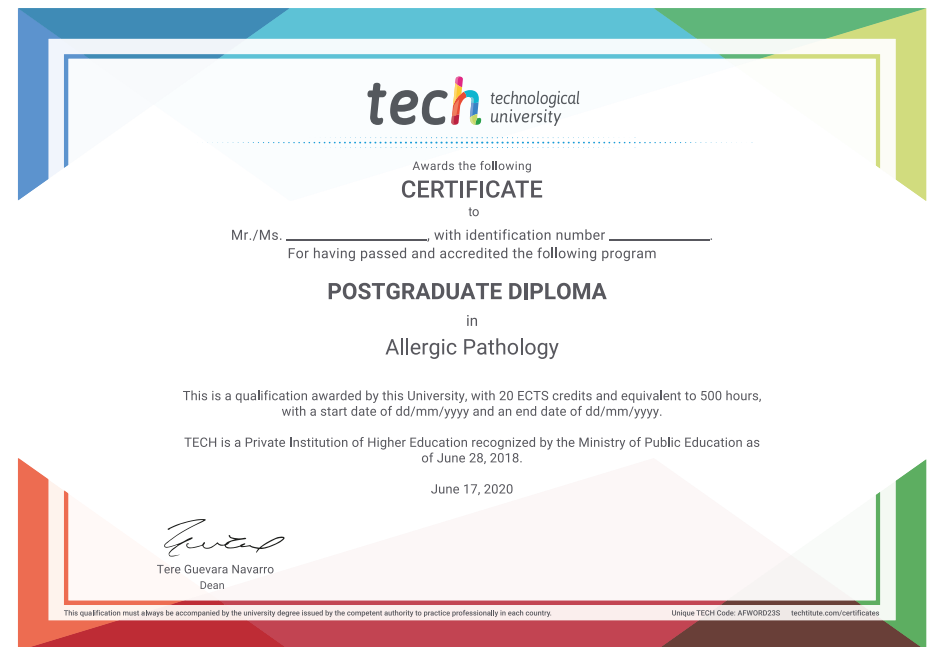 tech technological
university
Awards the following
CERTIFICATE
to
Mr./Ms. ____________________, with identification number ______________.
For having passed and accredited the following program
POSTGRADUATE DIPLOMA
in
Allergic Pathology
This is a qualification awarded by this University, with 20 ECTS credits and equivalent to 500 hours,
with a start date of dd/mm/yyyy and an end date of dd/mm/yyyy.
TECH is a Private Institution of Higher Education recognized by the Ministry of Public Education as
of June 28, 2018.
June 17, 2020
Tere Guevara Navarro
Dean
This qualification must always be accompanied by the university degree issued by the competent authority to practice professionally in each country. Unique TECH Code: AFWORD23S techtitute.com/certificates